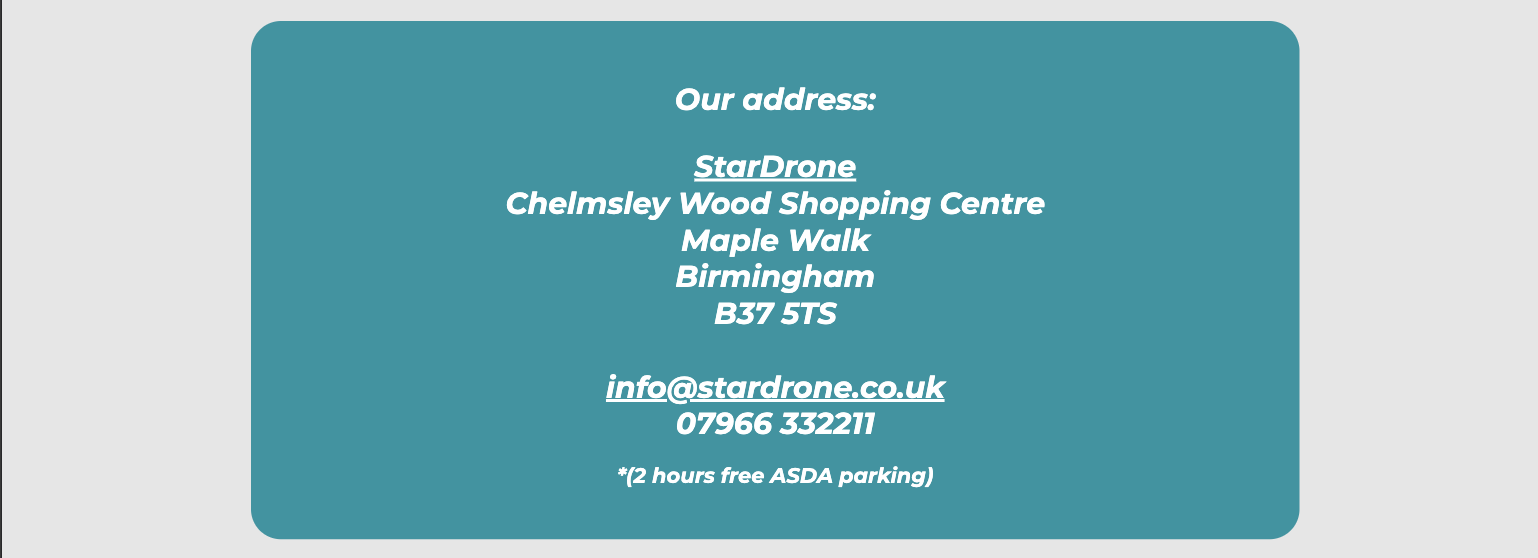 Our address:
StarDrone
Chelmsley Wood Shopping Centre
Maple Walk
Birmingham
B37 5TS
info@stardrone.co.uk
07966 332211
*(2 hours free ASDA parking)